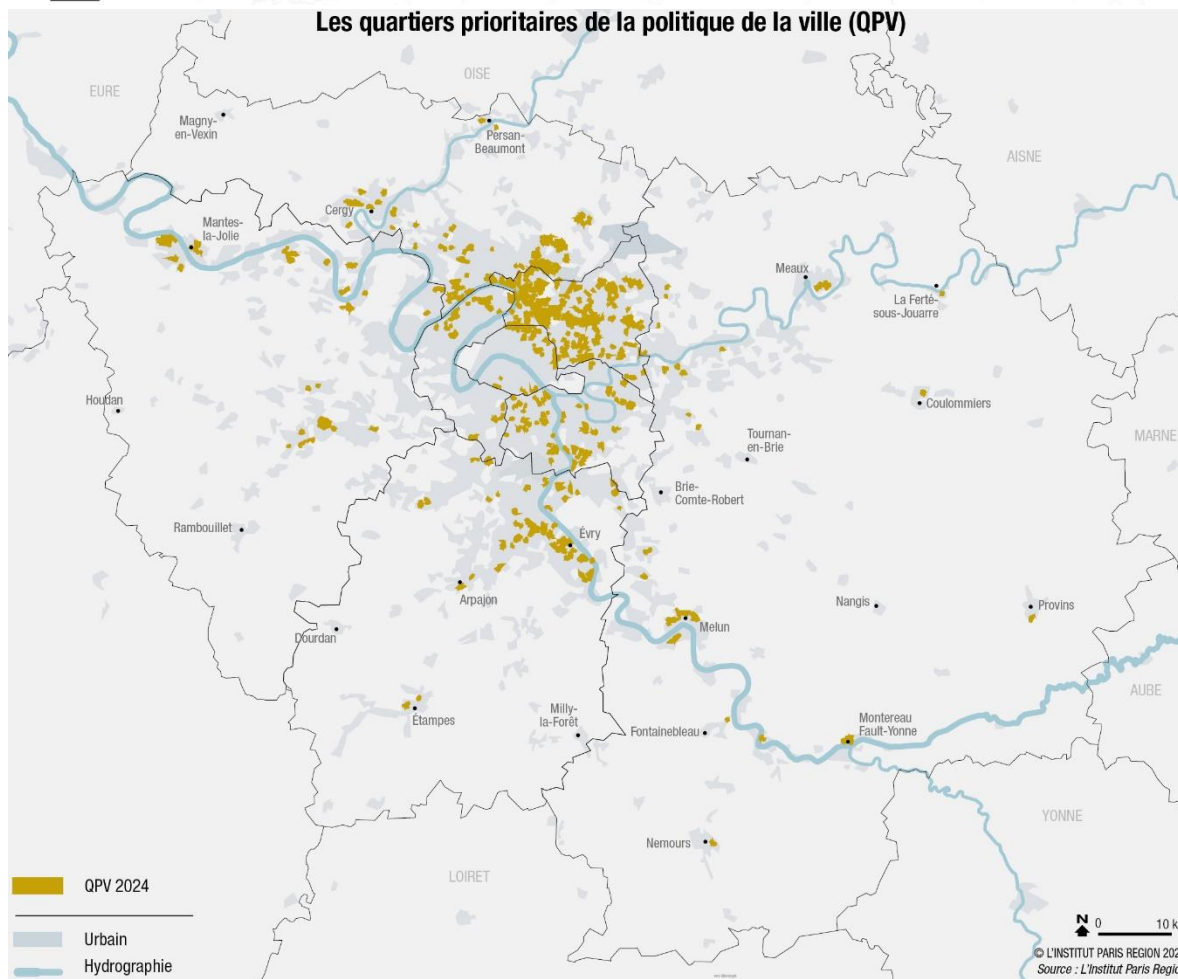 Les quartiers prioritaires de la politique de la ville (QPV)
OISE
EURE
Magny-
en-Vexin
Persan-
Beaumont
AISNE
Cergy
Mantes-
la-Jolie
Meaux
La Ferté-
sous-Jouarre
Houdan
Coulommiers
MARNE
Tournan-
en-Brie
Brie-
Comte-Robert
Rambouillet
Évry
Arpajon
Nangis
Provins
Dourdan
Melun
AUBE
Étampes
Milly-
la-Forêt
Fontainebleau
Montereau
Fault-Yonne
YONNE
Nemours
LOIRET
QPV 2024
Urbain
Hydrographie
N
0 10 k
© L'INSTITUT PARIS REGION 202
Source : L'Institut Paris Regio